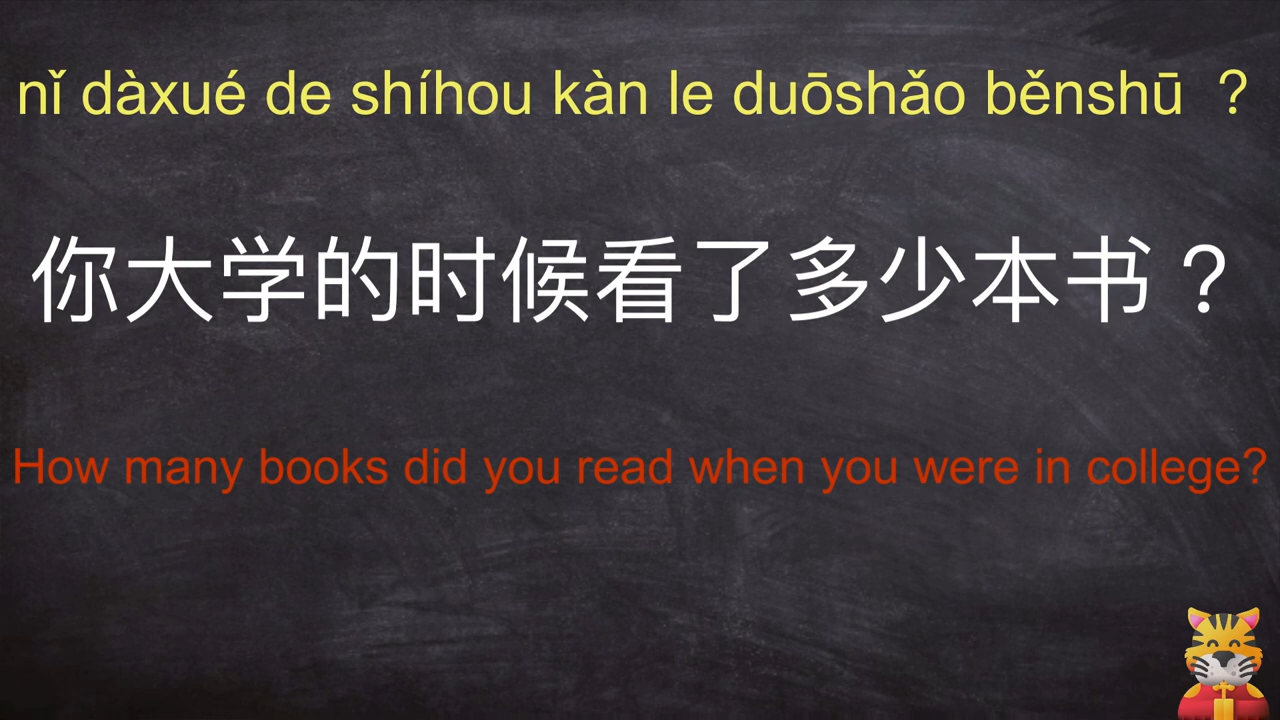 nǐ dàxué de shíhou kàn le duōshǎo běnshū ？
你大学的时候看了多少本书？
How many books did you read when you were in college?